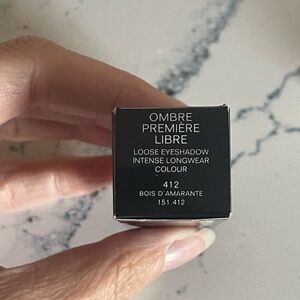 OMBRE
PREMIÈRE
LIBRE
LOOSE EYESHADOW
INTENSE LONGWEAR
COLOUR
412
BOIS D'AMARANTE
151.412